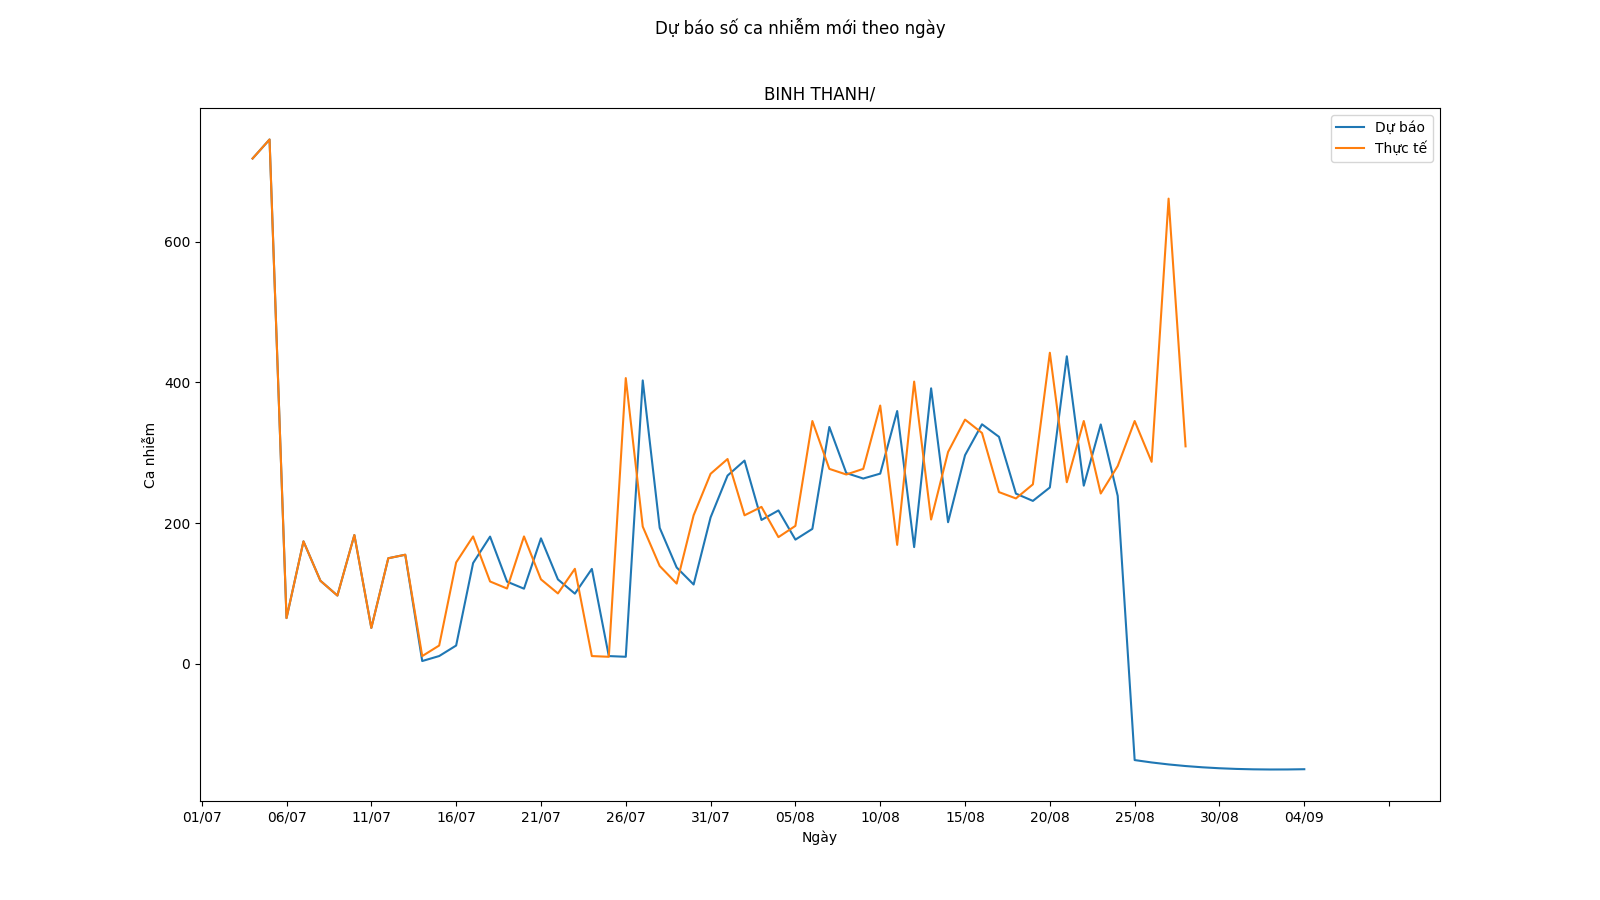 Dự báo số ca nhiễm mới theo ngày
BINH THANH/
Dự báo
Thực tế
600
400
200
0
Ca nhiễm
01/07 06/07 11/07 16/07 21/07 26/07 31/07 05/08 10/08 15/08 20/08 25/08 30/08 04/09
Ngày